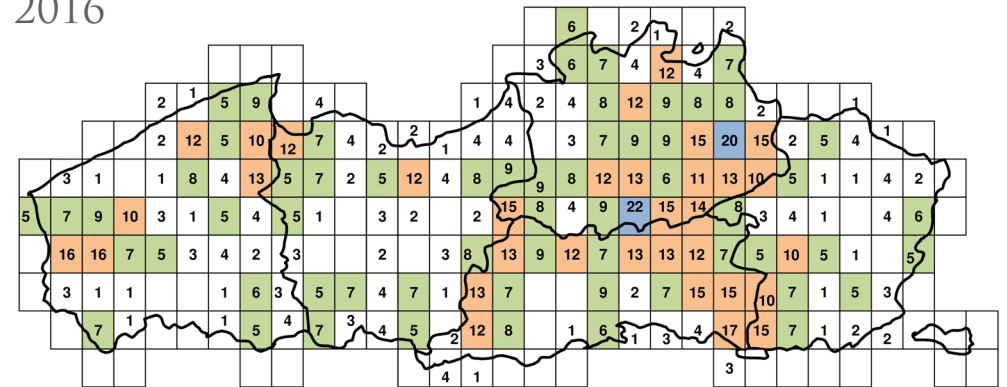 2016
6 2 1 2
3 6 7 4 12 4 7
2 1 5 9 4 1 4 2 4 8 12 9 8 8 2 1
2 12 5 10 12 7 4 2 2 1 4 4 3 7 9 9 15 20 15 2 5 4 1
3 1 1 8 4 13 5 7 2 5 12 4 8 9 9 8 12 13 6 11 13 10 5 1 1 4 2
5 7 9 10 3 1 5 4 5 1 3 2 2 15 8 4 9 22 15 14 8 3 4 1 4 6
16 16 7 5 3 4 2 3 2 3 8 13 9 12 7 13 13 12 7 5 10 5 1 5
3 1 1 1 6 3 5 7 4 7 1 13 7 9 2 7 15 15 10 7 1 5 3
7 1 1 5 4 7 3 4 5 2 12 8 1 6 1 3 4 17 15 7 1 2 2
4 1 3